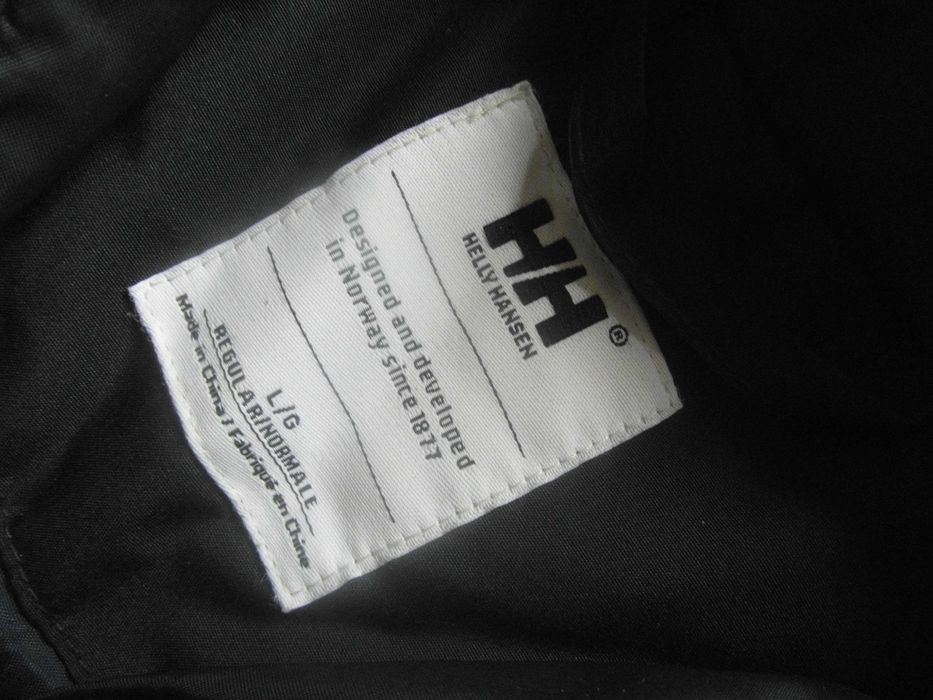 HH®
HELLY HANSEN
Designed and developed
in Norway since 1877
L/G
REGULAR/NORMALE
Made in China / Fabriqué en Chine